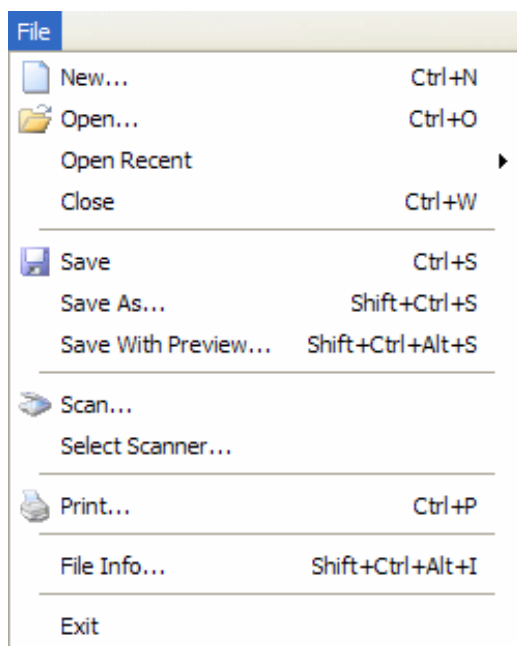 File
New... Ctrl+N
Open... Ctrl+O
Open Recent
Close Ctrl+W
Save Ctrl+S
Save As... Shift+Ctrl+S
Save With Preview... Shift+Ctrl+Alt+S
Scan...
Select Scanner...
Print... Ctrl+P
File Info... Shift+Ctrl+Alt+I
Exit